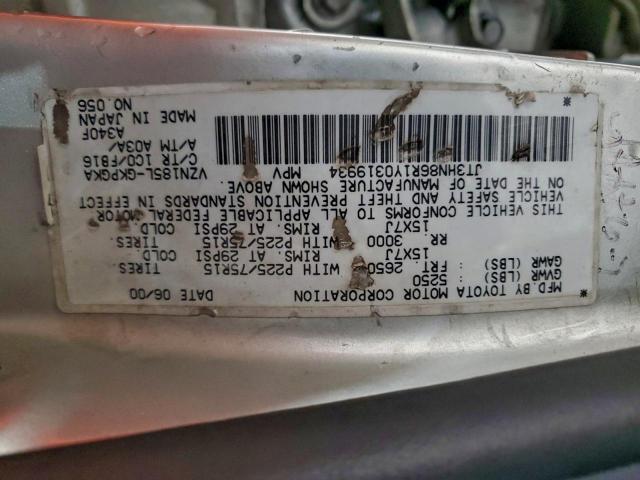 MFD. BY TOYOTA MOTOR CORPORATION DATE 06/00
GVWR (LBS) 5250
GAWR (LBS) : FRT. 2650 WITH P225/75R15 TIRES.
15X7J RIMS. AT 29PSI COLD
RR. 3000 WITH P225/75R15 TIRES.
15X7J RIMS. AT 29PSI COLD
THIS VEHICLE CONFORMS TO ALL APPLICABLE FEDERAL MOTOR
VEHICLE SAFETY AND THEFT PREVENTION STANDARDS IN EFFECT
ON THE DATE OF MANUFACTURE SHOWN ABOVE.
JT3HN86R1Y0319934 MPV VZN185L-GKPGKA
C/TR 1C0/FB16
A/TM A03A/
A340F
MADE IN JAPAN
NO. 056